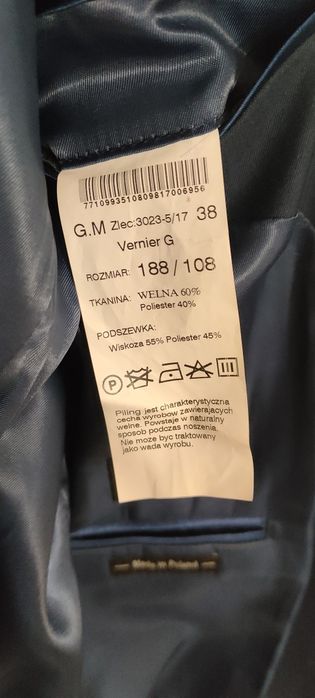 7710993510809817006956
G.M Zlec:3023-5/17 38
Vernier G
ROZMIAR: 188 / 108
TKANINA: WEŁNA 60%
Poliester 40%
PODSZEWKA:
Wiskoza 55% Poliester 45%
P
Piling jest charakterystyczną
cechą wyrobów zawierających
wełnę. Powstaje w naturalny
sposób podczas noszenia.
Nie może być traktowany
jako wada wyrobu.
Made in Poland